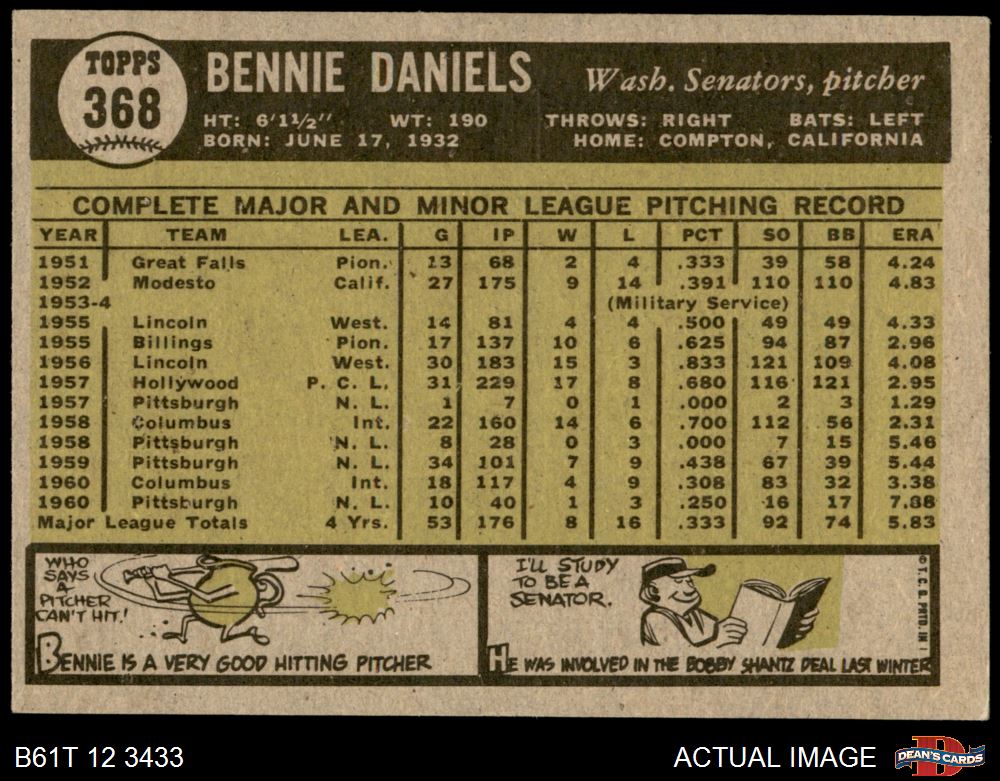 TOPPS
368
BENNIE DANIELS
Wash. Senators, pitcher
HT: 6'1½" WT: 190 THROWS: RIGHT BATS: LEFT
BORN: JUNE 17, 1932 HOME: COMPTON, CALIFORNIA
COMPLETE MAJOR AND MINOR LEAGUE PITCHING RECORD
YEAR TEAM LEA. G IP W L PCT SO BB ERA
1951 Great Falls Pion. 13 68 2 4 .333 39 58 4.24
1952 Modesto Calif. 27 175 9 14 .391 110 110 4.83
1953-4 (Military Service)
1955 Lincoln West. 14 81 4 4 .500 49 49 4.33
1955 Billings Pion. 17 137 10 6 .625 94 87 2.96
1956 Lincoln West. 30 183 15 3 .833 121 109 4.08
1957 Hollywood P. C. L. 31 229 17 8 .680 116 121 2.95
1957 Pittsburgh N. L. 1 7 0 1 .000 2 3 1.29
1958 Columbus Int. 22 160 14 6 .700 112 56 2.31
1958 Pittsburgh N. L. 8 28 0 3 .000 7 15 5.46
1959 Pittsburgh N. L. 34 101 7 9 .438 67 39 5.44
1960 Columbus Int. 18 117 4 9 .308 83 32 3.38
1960 Pittsburgh N. L. 10 40 1 3 .250 16 17 7.88
Major League Totals 4 Yrs. 53 176 8 16 .333 92 74 5.83
WHO
SAYS
A
PITCHER
CAN'T HIT!
BENNIE IS A VERY GOOD HITTING PITCHER
I'LL STUDY
TO BE A
SENATOR.
HE WAS INVOLVED IN THE BOBBY SHANTZ DEAL LAST WINTER
© T. C. G. PRTD. IN
B61T 12 3433
ACTUAL IMAGE
D
DEAN'S CARDS